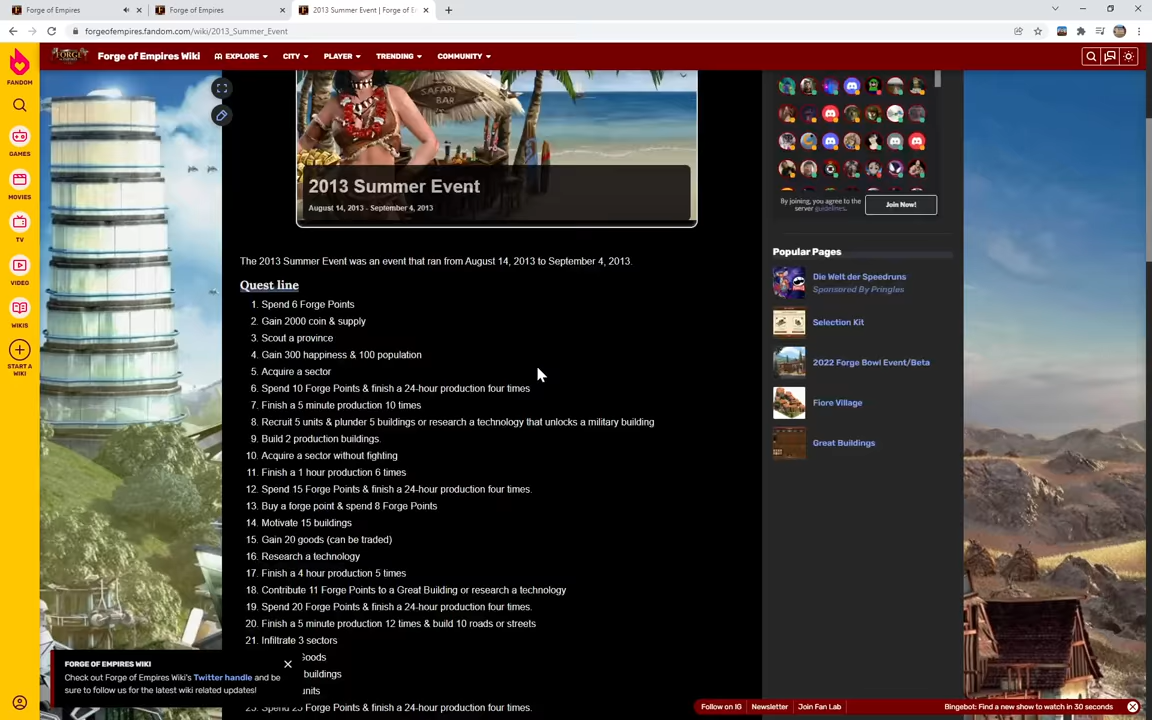 Forge of Empires
Forge of Empires
2013 Summer Event | Forge of E
forgeofempires.fandom.com/wiki/2013_Summer_Event
FANDOM
GAMES
MOVIES
TV
VIDEO
WIKIS
START A
WIKI
FORGE
Forge of Empires Wiki
EXPLORE
CITY
PLAYER
TRENDING
COMMUNITY
SAFARI
BAR
2013 Summer Event
August 14, 2013 - September 4, 2013
The 2013 Summer Event was an event that ran from August 14, 2013 to September 4, 2013.
Quest line
1. Spend 6 Forge Points
2. Gain 2000 coin & supply
3. Scout a province
4. Gain 300 happiness & 100 population
5. Acquire a sector
6. Spend 10 Forge Points & finish a 24-hour production four times
7. Finish a 5 minute production 10 times
8. Recruit 5 units & plunder 5 buildings or research a technology that unlocks a military building
9. Build 2 production buildings.
10. Acquire a sector without fighting
11. Finish a 1 hour production 6 times
12. Spend 15 Forge Points & finish a 24-hour production four times.
13. Buy a forge point & spend 8 Forge Points
14. Motivate 15 buildings
15. Gain 20 goods (can be traded)
16. Research a technology
17. Finish a 4 hour production 5 times
18. Contribute 11 Forge Points to a Great Building or research a technology
19. Spend 20 Forge Points & finish a 24-hour production four times.
20. Finish a 5 minute production 12 times & build 10 roads or streets
21. Infiltrate 3 sectors
Goods
buildings
units
25. Spend 25 Forge Points & finish a 24-hour production four times.
By joining, you agree to the
server guidelines.
Join Now!
Popular Pages
Die Welt der Speedruns
Sponsored By Pringles
Selection Kit
2022 Forge Bowl Event/Beta
Fiore Village
Great Buildings
FORGE OF EMPIRES WIKI
Check out Forge of Empires Wiki's Twitter handle and be
sure to follow us for the latest wiki related updates!
Follow on IG
Newsletter
Join Fan Lab
Bingebot: Find a new show to watch in 30 seconds